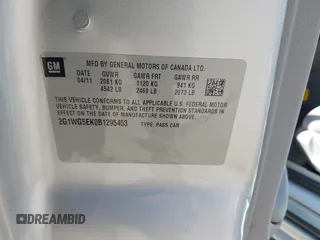 GM
MFD BY GENERAL MOTORS OF CANADA LTD.
04/11 GVWR GAWR FRT GAWR RR
2061 KG 1120 KG 941 KG
4542 LB 2469 LB 2073 LB
THIS VEHICLE CONFORMS TO ALL APPLICABLE U.S. FEDERAL
MOTOR VEHICLE SAFETY, BUMPER, AND THEFT
PREVENTION STANDARDS IN EFFECT ON THE DATE OF
MANUFACTURE SHOWN ABOVE.
2G1WG5EK0B1295453 TYPE: PASS CAR
DREAMBID